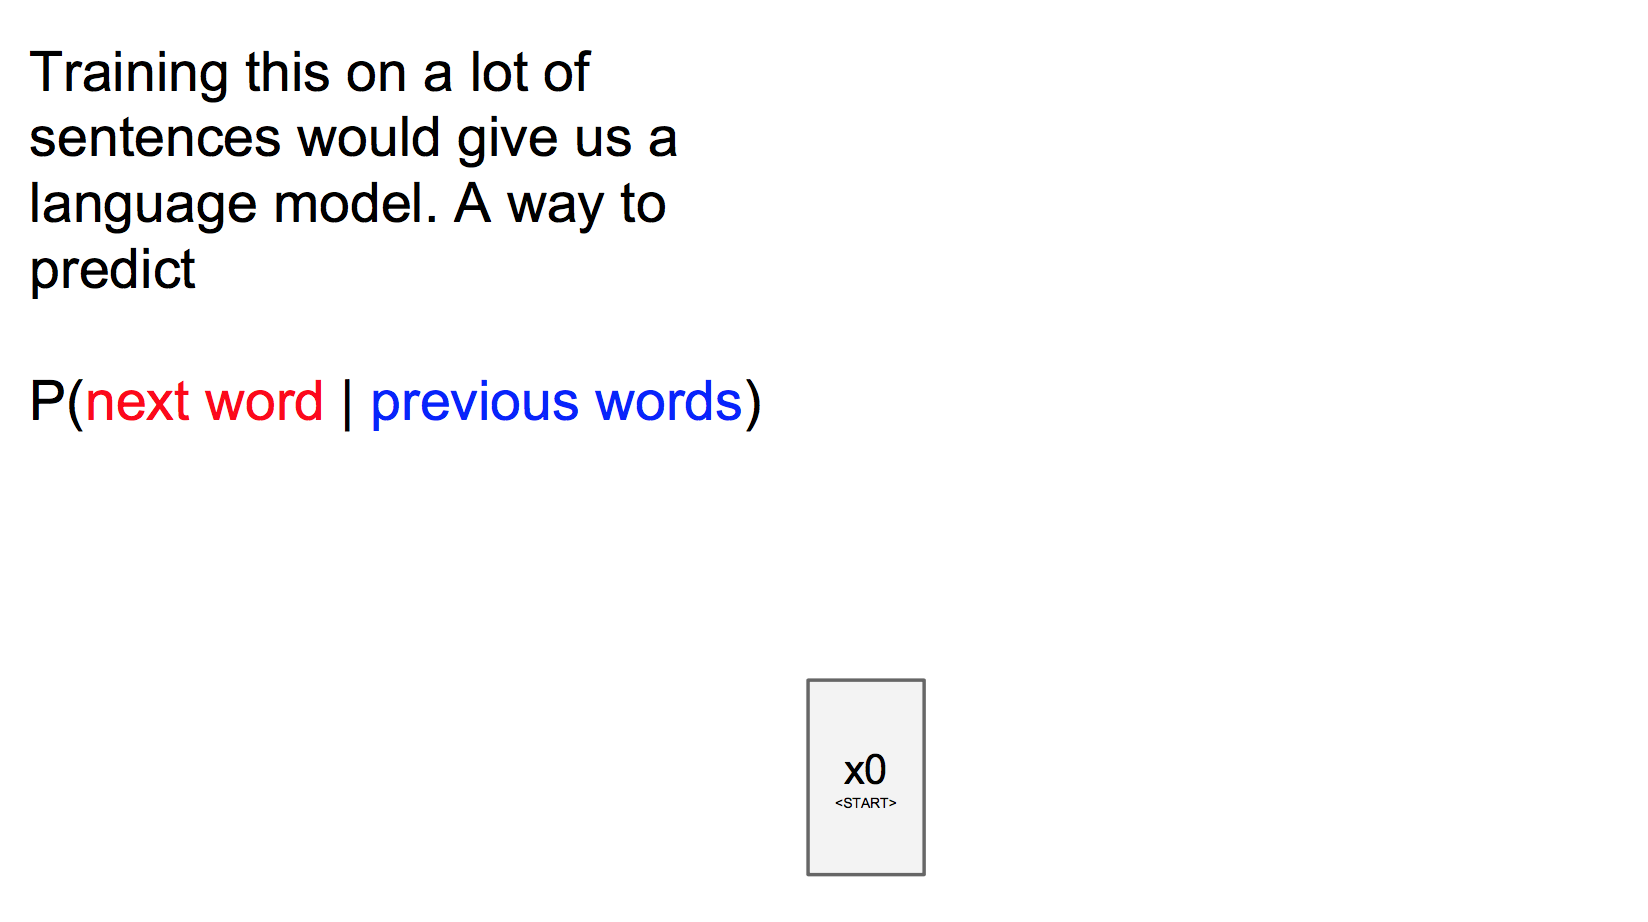 Training this on a lot of
sentences would give us a
language model. A way to
predict
P(next word | previous words)
x0
<START>